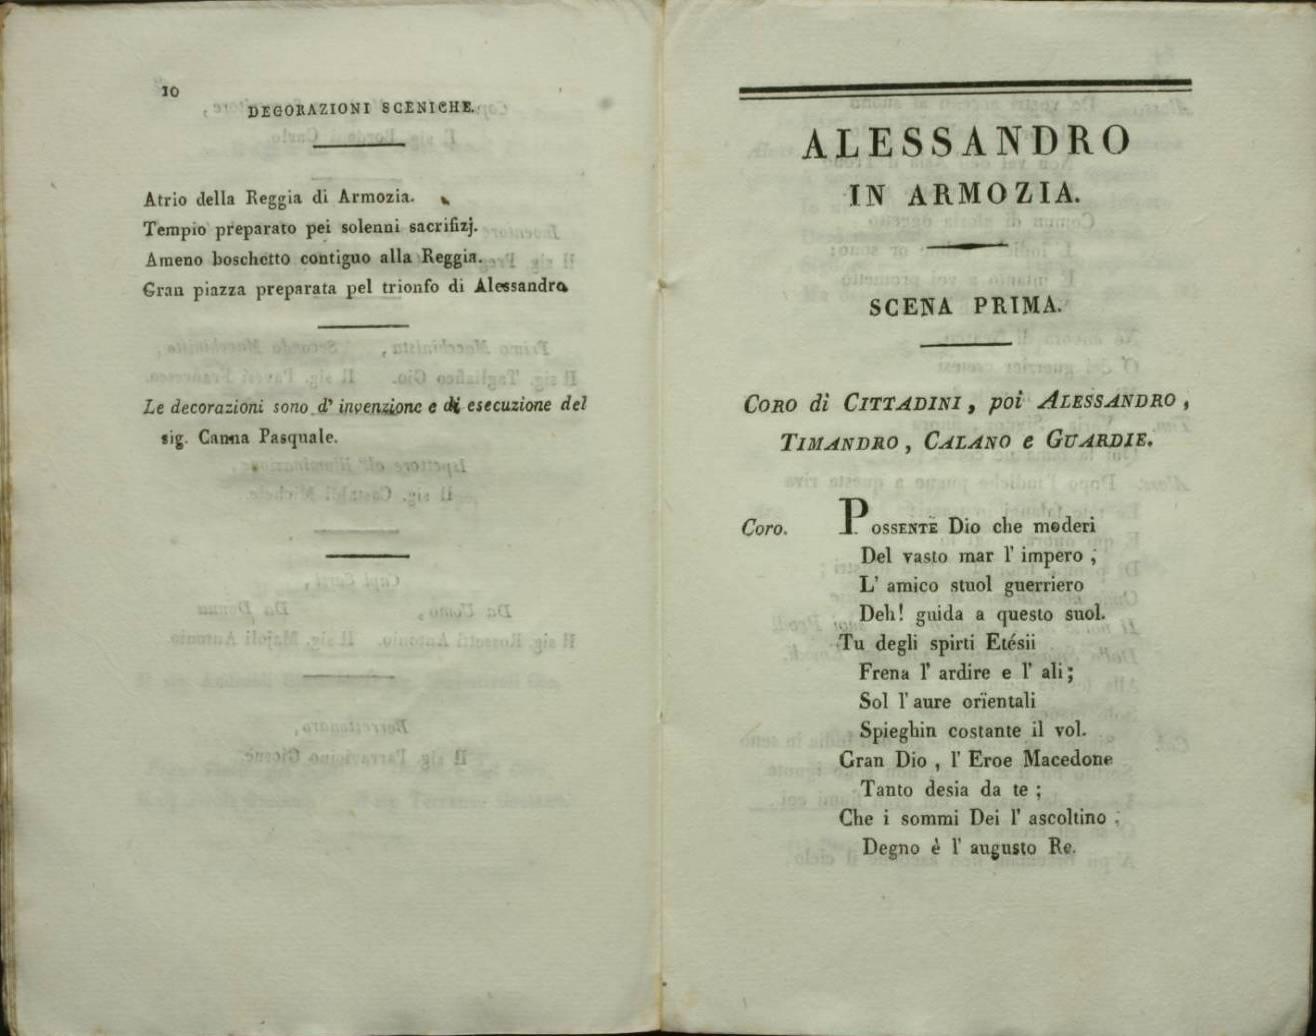 10
DEGORAZIONI SCENICHE.
Atrio della Reggia di Armozia.
Tempio preparato pei solenni sacrifizj.
Ameno boschetto contiguo alla Reggia.
Gran piazza preparata pel trionfo di Alessandro
Le decorazioni sono d' invenzione e di esecuzione del
sig. Canna Pasquale.
ALESSANDRO
IN ARMOZIA.
SCENA PRIMA.
CORO di CITTADINI, poi ALESSANDRO,
TIMANDRO, CALANO e GUARDIE.
Coro. POSSENTE Dio che moderi
Del vasto mar l' impero;
L' amico stuol guerriero
Deh! guida a questo suol.
Tu degli spirti Etésii
Frena l' ardire e l' ali;
Sol l' aure orïentali
Spieghin costante il vol.
Gran Dio, l' Eroe Macedone
Tanto desia da te;
Che i sommi Dei l' ascoltino
Degno è l' augusto Re.